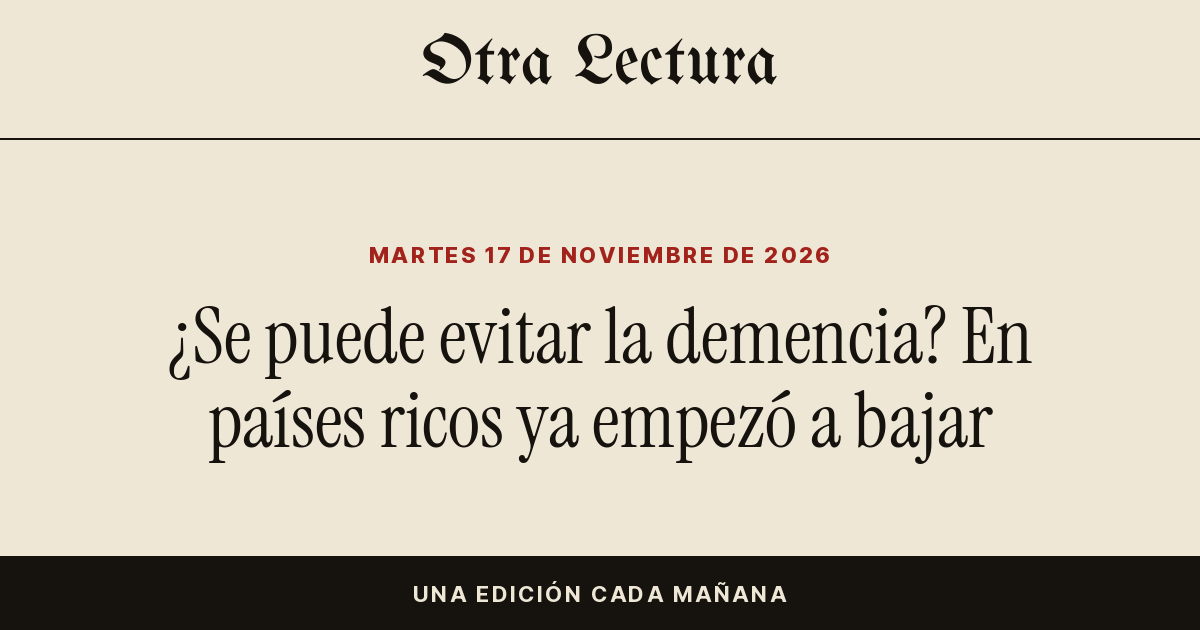 Otra Lectura
MARTES 17 DE NOVIEMBRE DE 2026
¿Se puede evitar la demencia? En
países ricos ya empezó a bajar
UNA EDICIÓN CADA MAÑANA